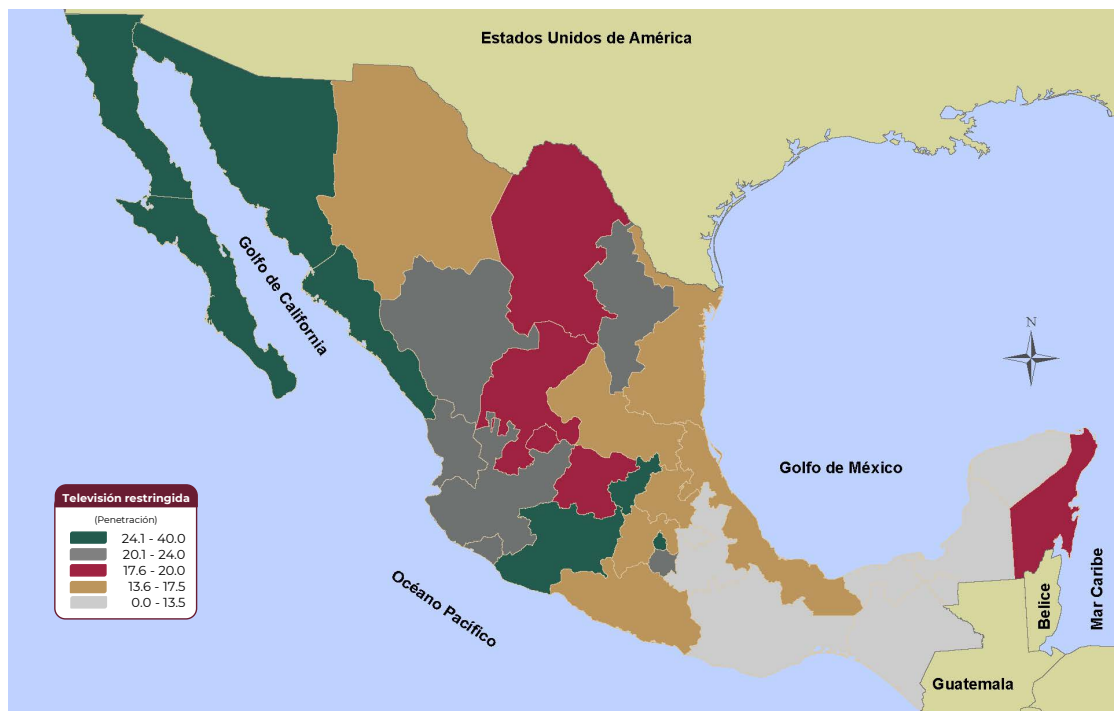 Estados Unidos de América
Golfo de California
N
Golfo de México
Televisión restringida
(Penetración)
24.1 - 40.0
20.1 - 24.0
17.6 - 20.0
13.6 - 17.5
0.0 - 13.5
Océano Pacífico
Belice
Mar Caribe
Guatemala